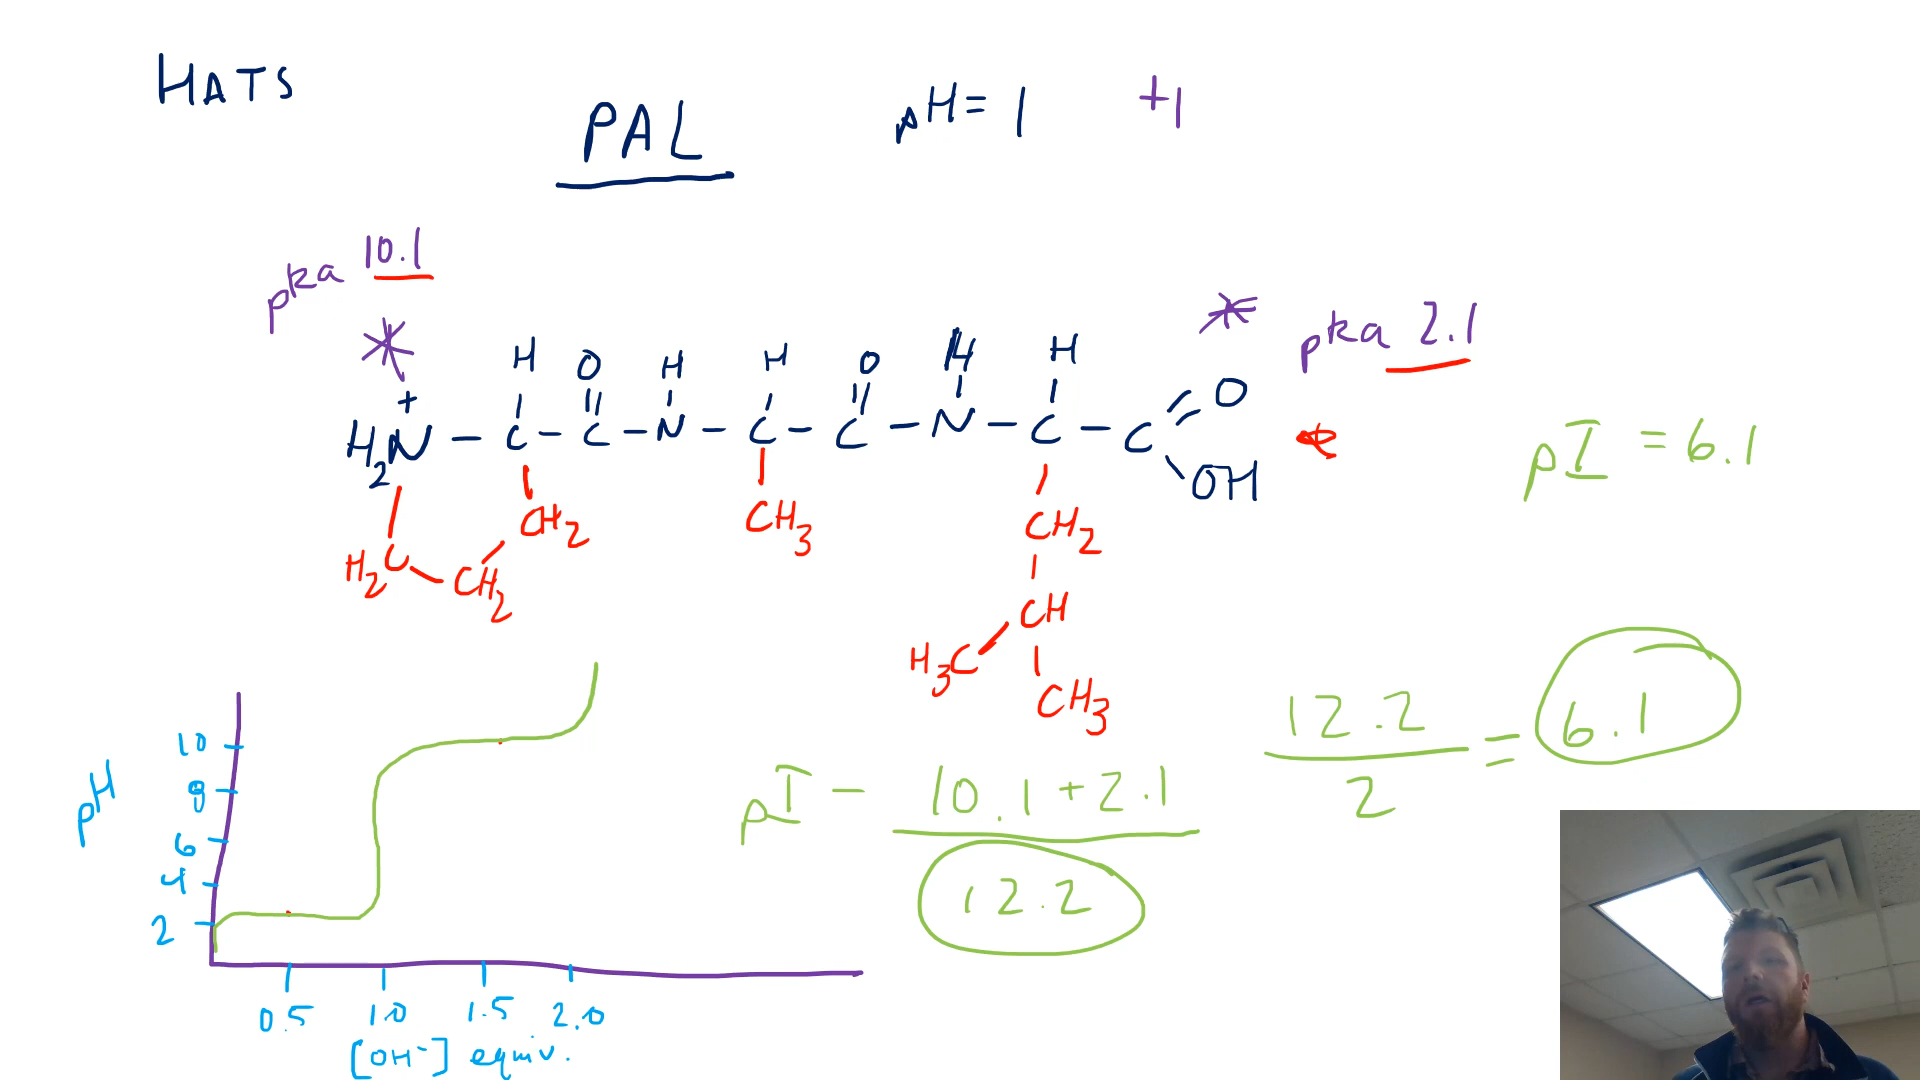 HATS
PAL
pH= 1
+1
pka 10.1
pka 2.1
H O H H O H H
+
H2N - C - C - N - C - C - N - C - C
O
OH
CH2
CH3
CH2
H2C
CH2
CH
H3C
CH3
pI = 6.1
pI - 10.1 + 2.1
12.2
12.2
2
= 6.1
pH
10
8
6
4
2
0.5 1.0 1.5 2.0
[OH-] equiv.